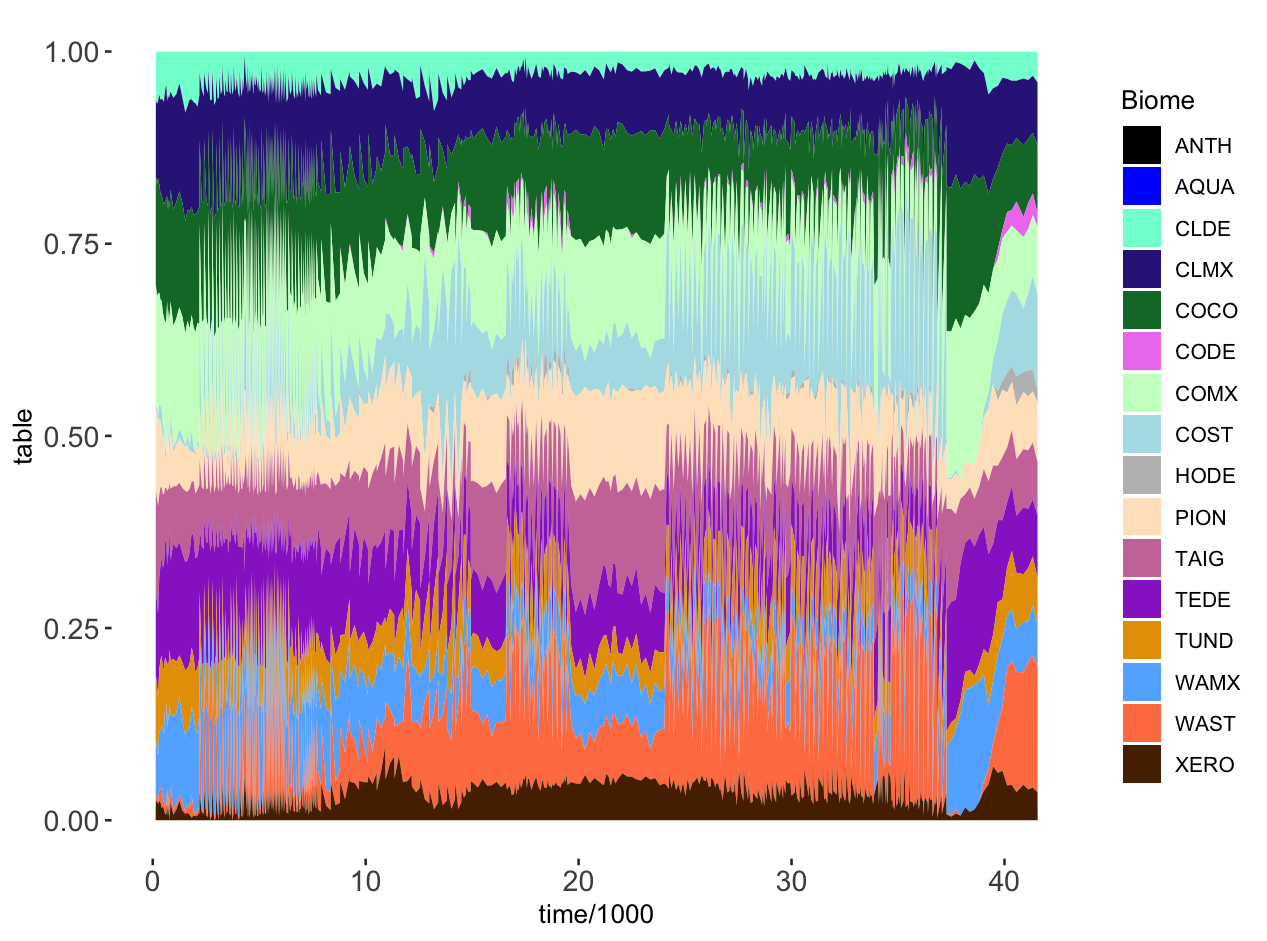 1.00
0.75
0.50
0.25
0.00
table
0
10
20
30
40
time/1000
Biome
ANTH
AQUA
CLDE
CLMX
COCO
CODE
COMX
COST
HODE
PION
TAIG
TEDE
TUND
WAMX
WAST
XERO